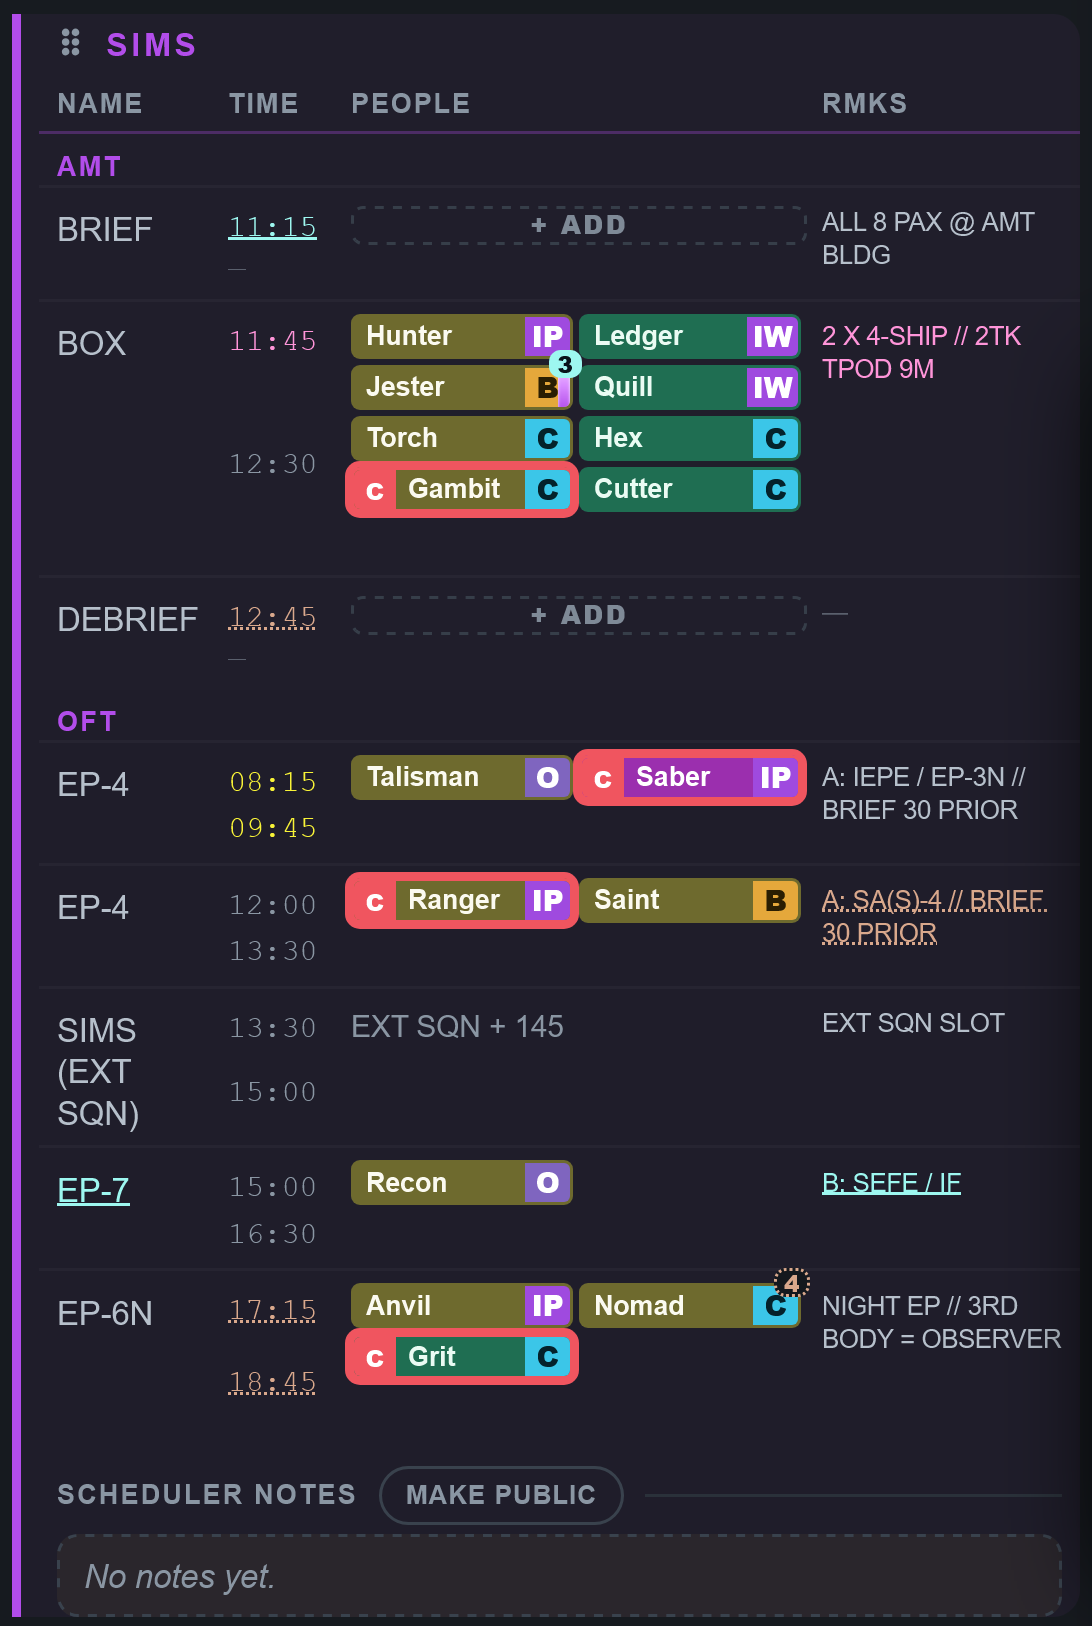 SIMS
NAME TIME PEOPLE RMKS
AMT
BRIEF 11:15 + ADD ALL 8 PAX @ AMT
— BLDG
BOX 11:45 Hunter IP Ledger IW 2 X 4-SHIP // 2TK
3 TPOD 9M
Jester B Quill IW
Torch C Hex C
12:30
c Gambit C Cutter C
DEBRIEF 12:45 + ADD —
—
OFT
EP-4 08:15 Talisman O c Saber IP A: IEPE / EP-3N //
09:45 BRIEF 30 PRIOR
EP-4 12:00 c Ranger IP Saint B A: SA(S)-4 // BRIEF
13:30 30 PRIOR
SIMS 13:30 EXT SQN + 145 EXT SQN SLOT
(EXT 15:00
SQN)
EP-7 15:00 Recon O B: SEFE / IF
16:30
4
EP-6N 17:15 Anvil IP Nomad C NIGHT EP // 3RD
BODY = OBSERVER
18:45 c Grit C
SCHEDULER NOTES MAKE PUBLIC
No notes yet.